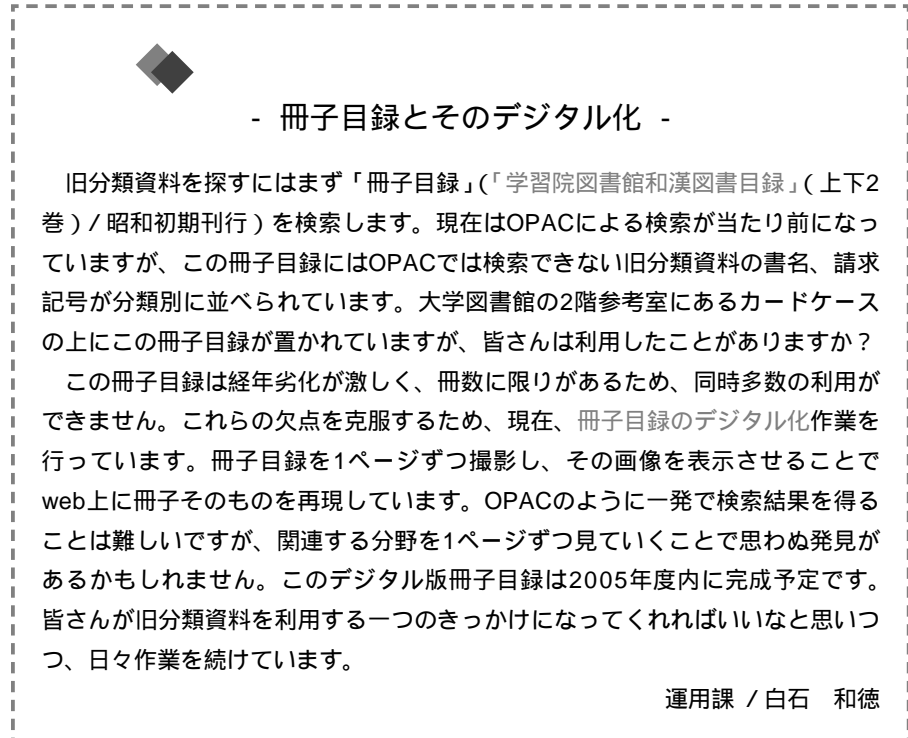 - 冊子目録とそのデジタル化 -
旧分類資料を探すにはまず「冊子目録」(「学習院図書館和漢図書目録」(上下2
巻)/昭和初期刊行)を検索します。現在はOPACによる検索が当たり前になっ
ていますが、この冊子目録にはOPACでは検索できない旧分類資料の書名、請求
記号が分類別に並べられています。大学図書館の2階参考室にあるカードケース
の上にこの冊子目録が置かれていますが、皆さんは利用したことがありますか？
この冊子目録は経年劣化が激しく、冊数に限りがあるため、同時多数の利用が
できません。これらの欠点を克服するため、現在、冊子目録のデジタル化作業を
行っています。冊子目録を1ページずつ撮影し、その画像を表示させることで
web上に冊子そのものを再現しています。OPACのように一発で検索結果を得る
ことは難しいですが、関連する分野を1ページずつ見ていくことで思わぬ発見が
あるかもしれません。このデジタル版冊子目録は2005年度内に完成予定です。
皆さんが旧分類資料を利用する一つのきっかけになってくれればいいなと思いつ
つ、日々作業を続けています。
運用課 /白石 和徳